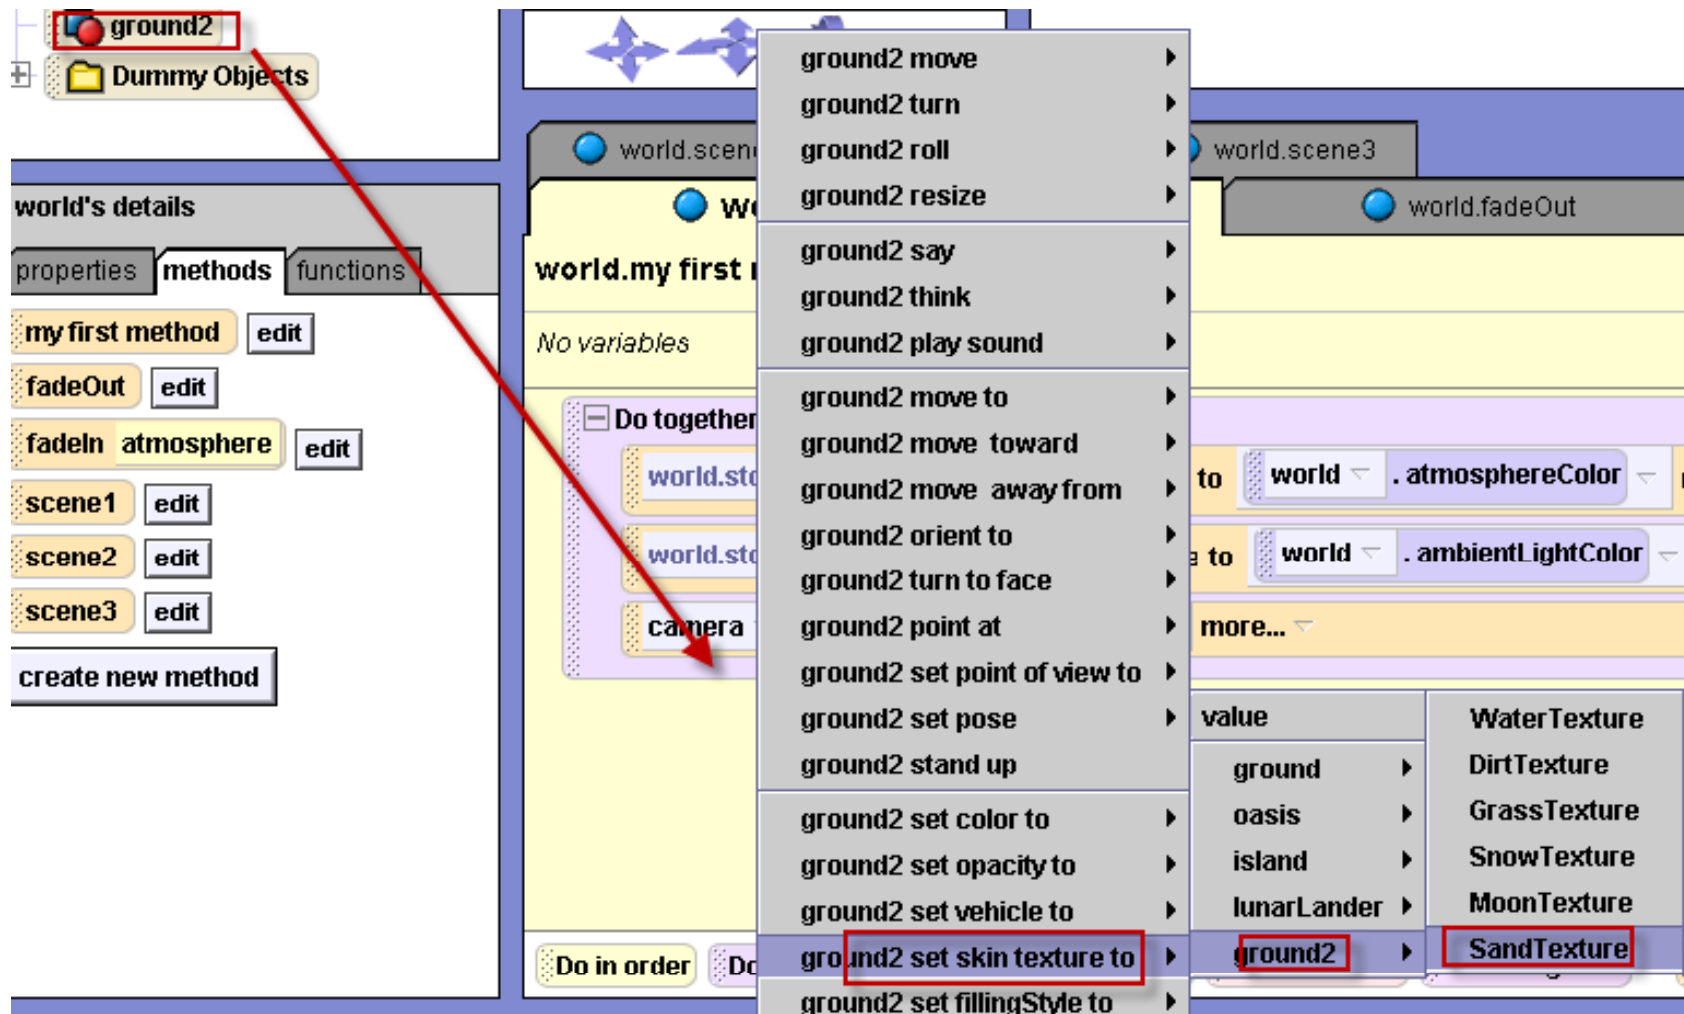 ground2
Dummy Objects
world's details
properties methods functions
my first method edit
fadeOut edit
fadeIn atmosphere edit
scene1 edit
scene2 edit
scene3 edit
create new method
world.scene3
world.fadeOut
world.my first
No variables
Do together
to world . atmosphereColor
to world . ambientLightColor
camera
more...
Do in order
ground2 move
ground2 turn
ground2 roll
ground2 resize
ground2 say
ground2 think
ground2 play sound
ground2 move to
ground2 move toward
ground2 move away from
ground2 orient to
ground2 turn to face
ground2 point at
ground2 set point of view to
ground2 set pose
ground2 stand up
ground2 set color to
ground2 set opacity to
ground2 set vehicle to
ground2 set skin texture to
ground2 set fillingStyle to
value
ground
oasis
island
lunarLander
ground2
WaterTexture
DirtTexture
GrassTexture
SnowTexture
MoonTexture
SandTexture